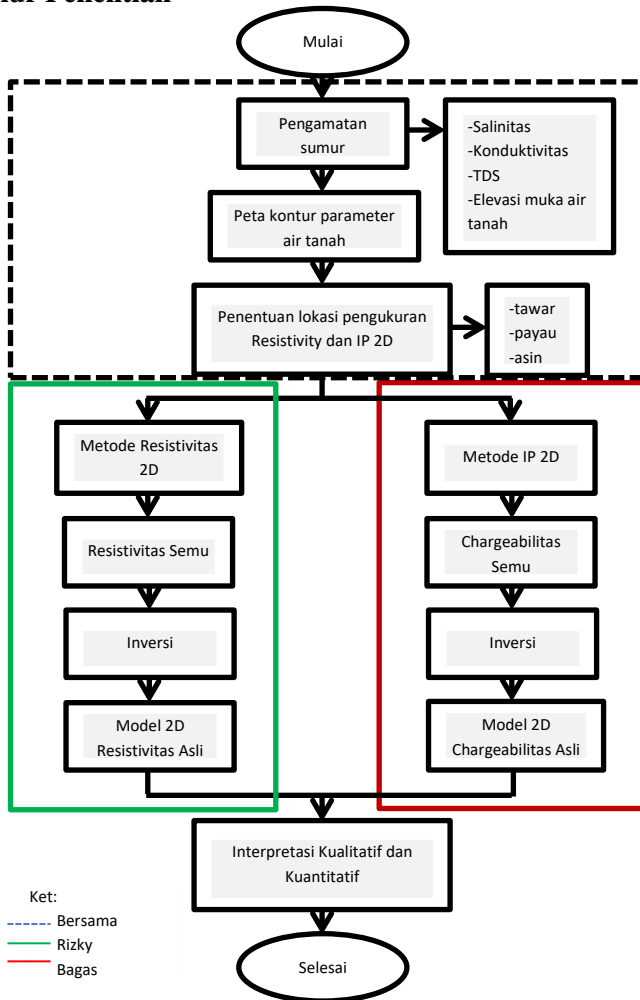 Mulai
Pengamatan
sumur
-Salinitas
-Konduktivitas
-TDS
-Elevasi muka air
tanah
Peta kontur parameter
air tanah
Penentuan lokasi pengukuran
Resistivity dan IP 2D
-tawar
-payau
-asin
Metode Resistivitas
2D
Resistivitas Semu
Inversi
Model 2D
Resistivitas Asli
Metode IP 2D
Chargeabilitas
Semu
Inversi
Model 2D
Chargeabilitas Asli
Interpretasi Kualitatif dan
Kuantitatif
Selesai
Ket:
Bersama
Rizky
Bagas